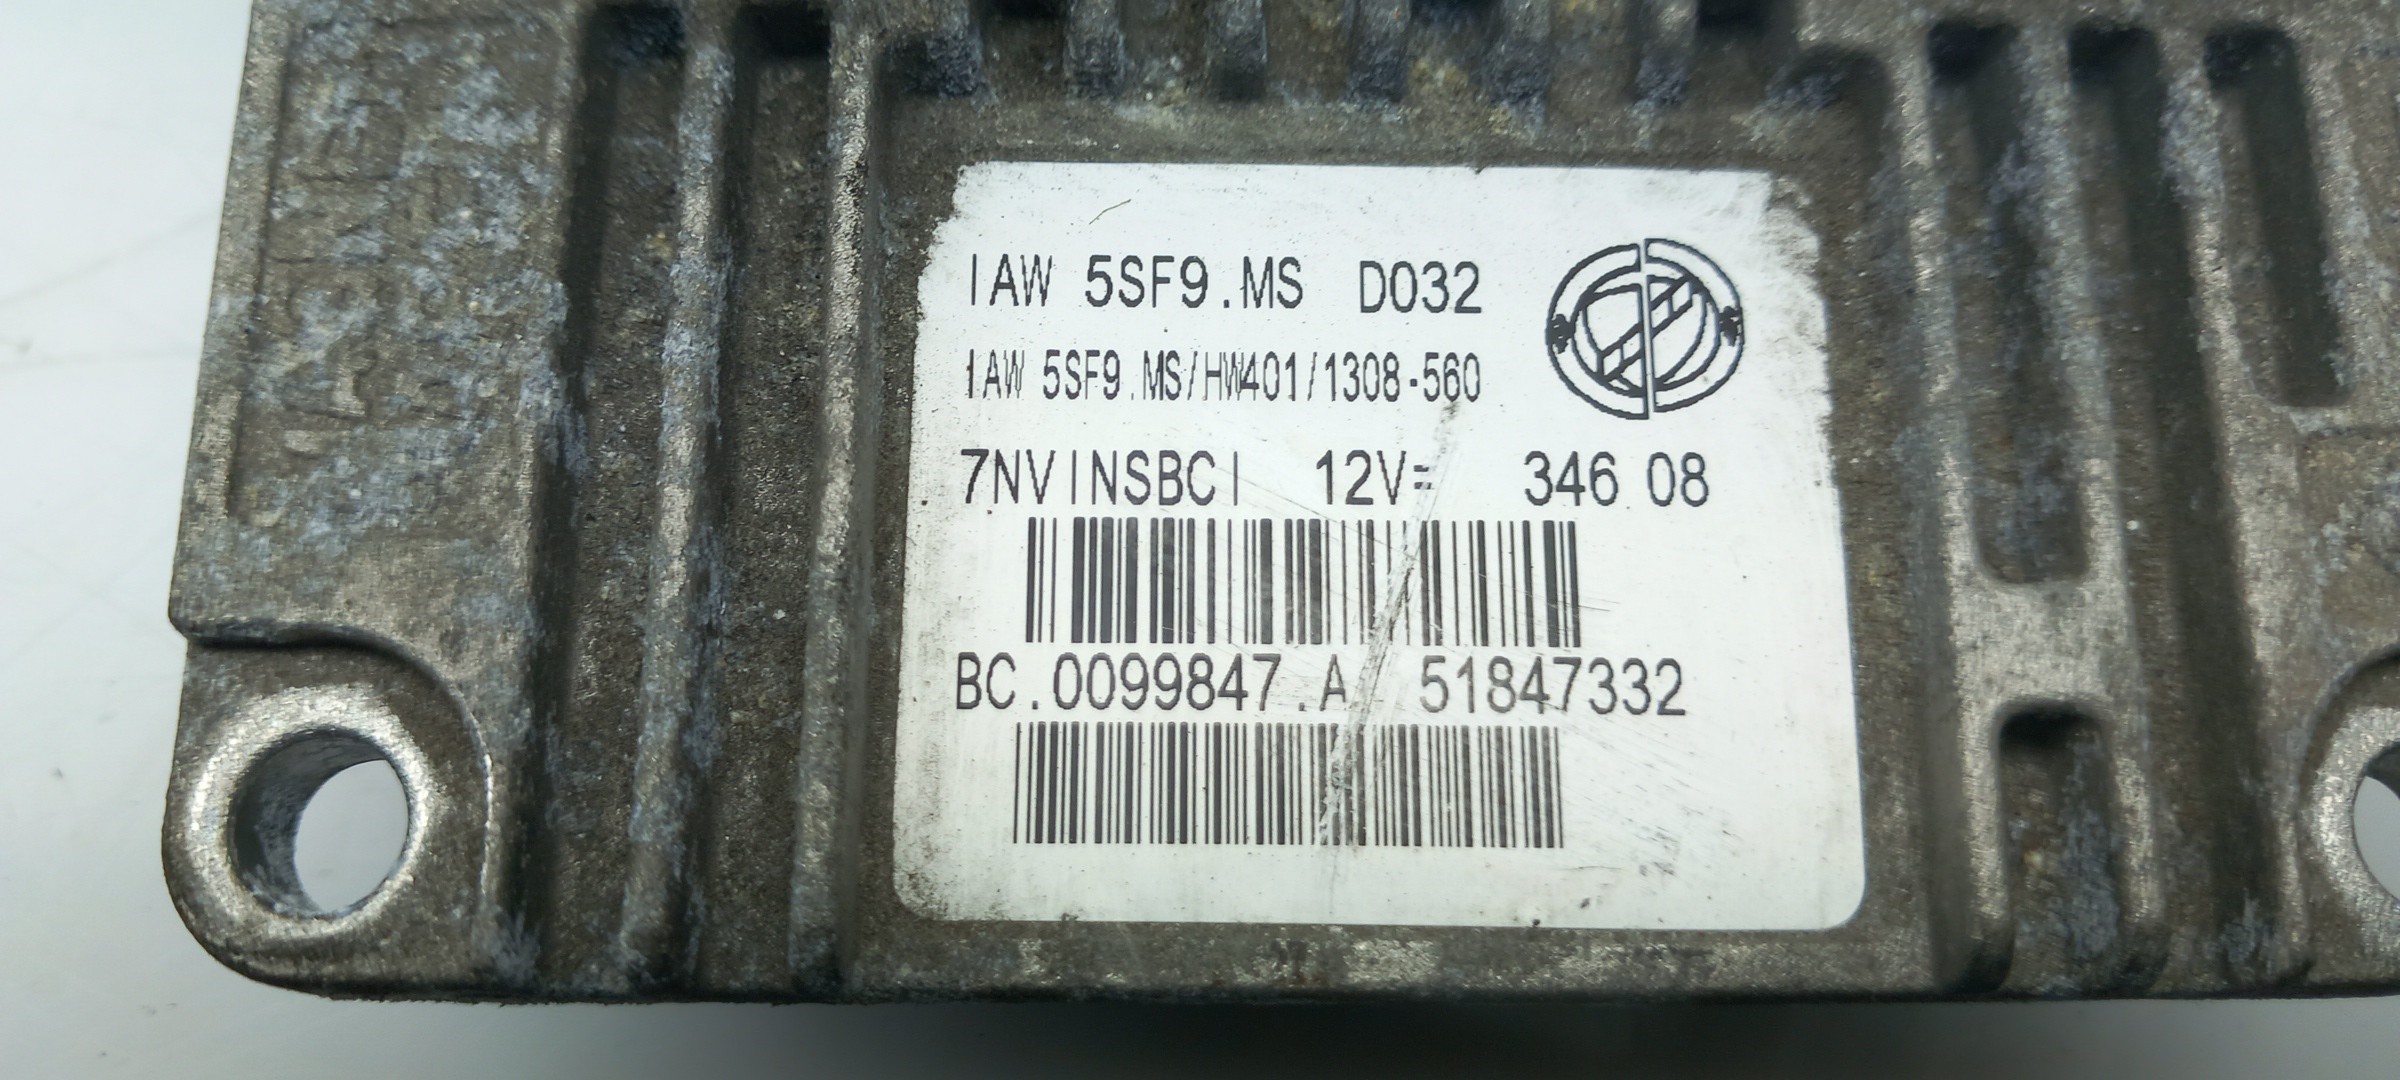 IAW 5SF9.MS D032
IAW 5SF9.MS/HW401/1308-560
7NVINSBCI 12V= 346 08
BC.0099847.A 51847332